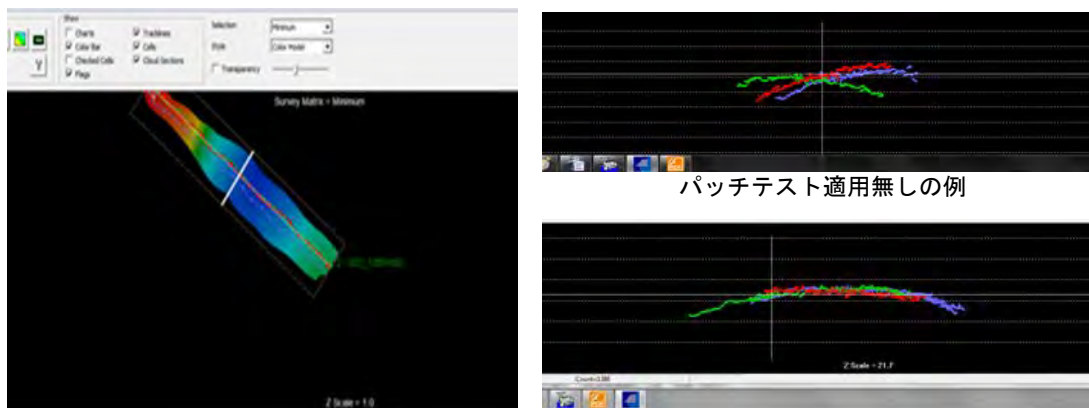 Show
Charts
Tracklines
Color Bar
Cells
Checked Cells
Cloud Sections
Flags
Selection
Minimum
Style
Color Model
Transparency
Survey Matrix = Minimum
Z Scale = 1.0
パッチテスト適用無しの例
Z:Scale = 21.7